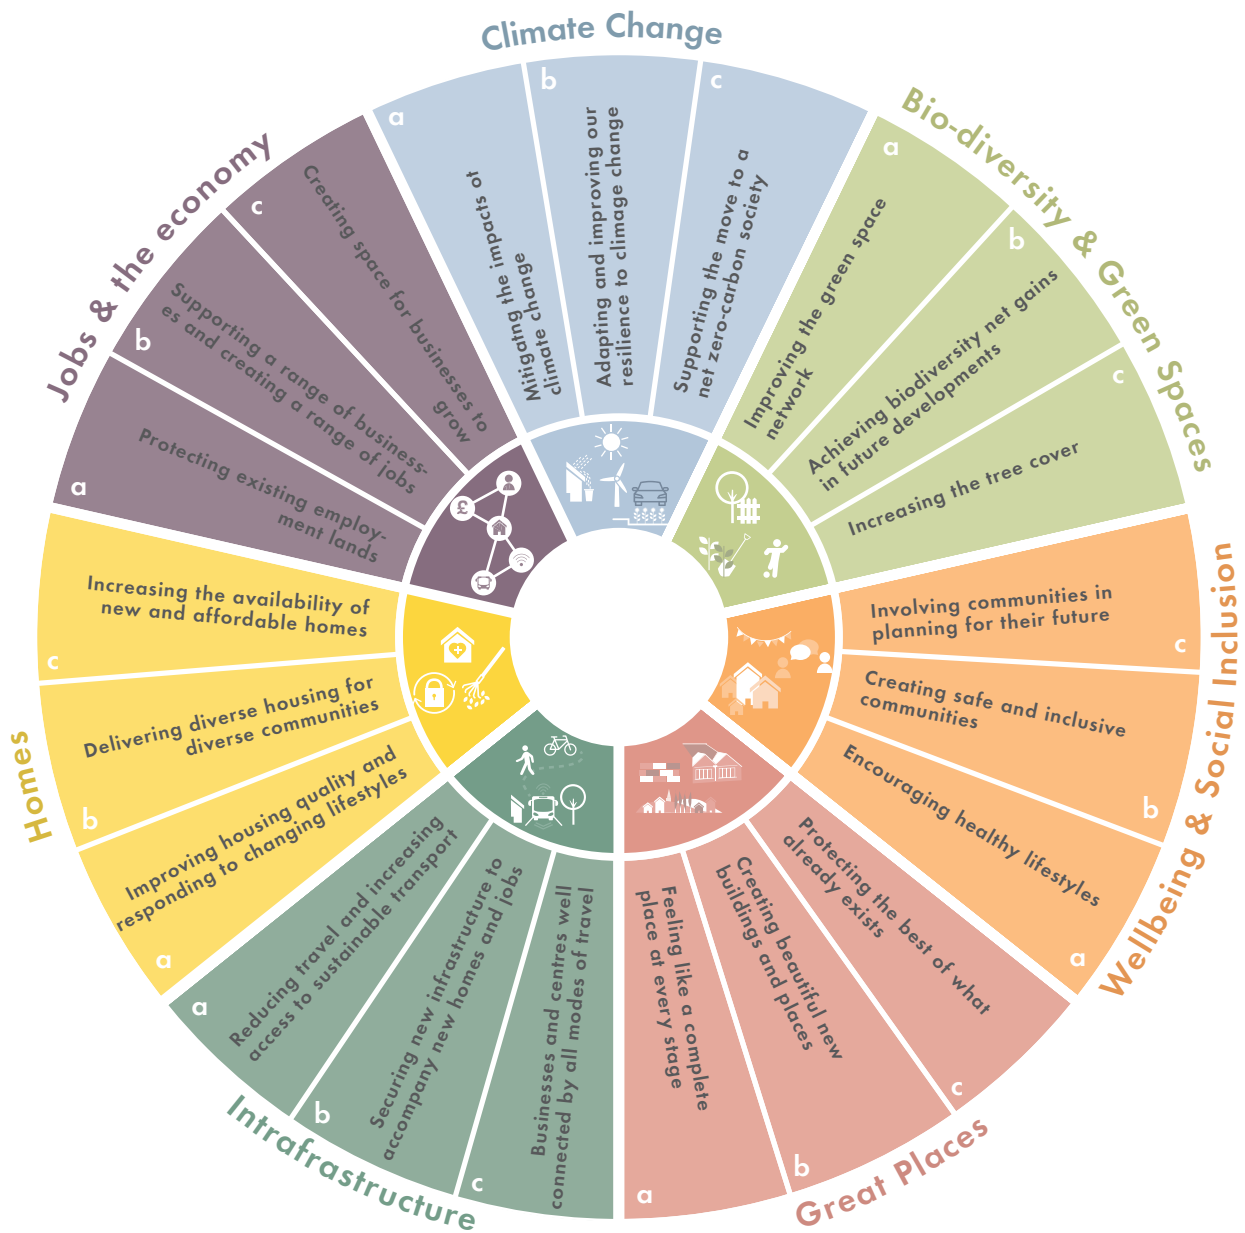 Climate Change
a
Mitigatng the impacts of
climate change
b
Adapting and improving our
resilience to climage change
c
Supporting the move to a
net zero-carbon society
Bio-diversity & Green Spaces
a
Improving the green space
network
b
Achieving biodiversity net gains
in future developments
c
Increasing the tree cover
Wellbeing & Social Inclusion
c
Involving communities in
planning for their future
b
Creating safe and inclusive
communities
a
Encouraging healthy lifestyles
Great Places
c
Protecting the best of what
already exists
b
Creating beautiful new
buildings and places
a
Feeling like a complete
place at every stage
Intrafrastructure
c
Businesses and centres well
connected by all modes of travel
b
Securing new infrastructure to
accompany new homes and jobs
a
Reducing travel and increasing
access to sustainable transport
Homes
a
Improving housing quality and
responding to changing lifestyles
b
Delivering diverse housing for
diverse communities
c
Increasing the availability of
new and affordable homes
Jobs & the economy
a
Protecting existing employ-
ment lands
b
Supporting a range of business-
es and creating a range of jobs
c
Creating space for businesses to
grow
£